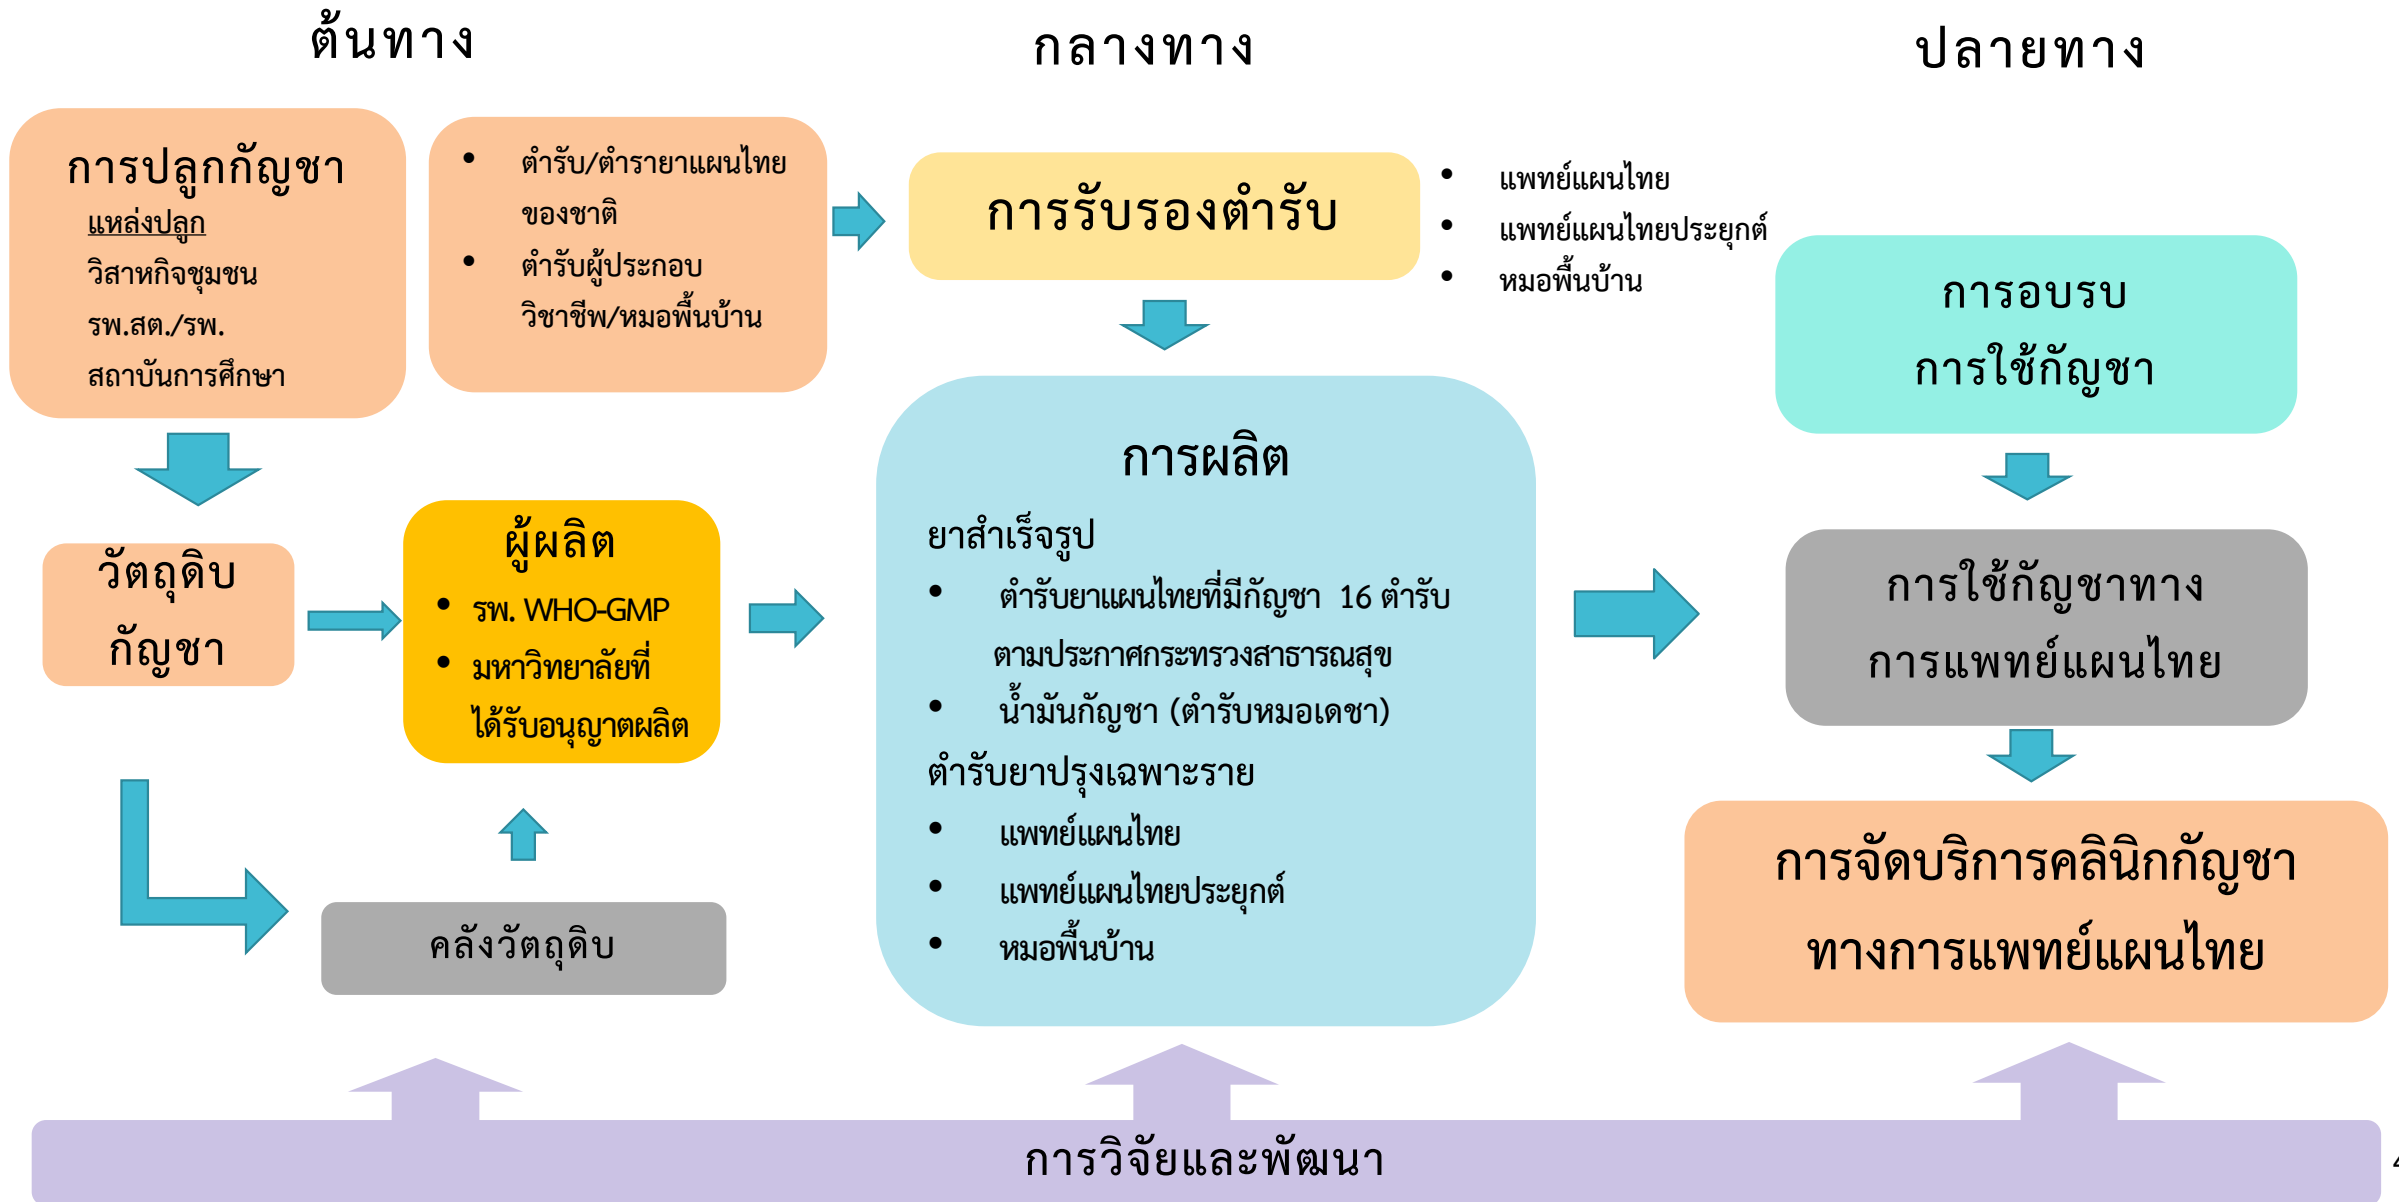 ต้นทาง
กลางทาง
ปลายทาง
การปลูกกัญชา
แหล่งปลูก
วิสาหกิจชุมชน
รพ.สต./รพ.
สถาบันการศึกษา
• ตำรับ/ตำรายาแผนไทย
ของชาติ
• ตำรับผู้ประกอบ
วิชาชีพ/หมอพื้นบ้าน
การรับรองตำรับ
• แพทย์แผนไทย
• แพทย์แผนไทยประยุกต์
• หมอพื้นบ้าน
การอบรบ
การใช้กัญชา
วัตถุดิบ
กัญชา
ผู้ผลิต
• รพ. WHO-GMP
• มหาวิทยาลัยที่
ได้รับอนุญาตผลิต
คลังวัตถุดิบ
การผลิต
ยาสำเร็จรูป
• ตำรับยาแผนไทยที่มีกัญชา 16 ตำรับ
ตามประกาศกระทรวงสาธารณสุข
• น้ำมันกัญชา (ตำรับหมอเดชา)
ตำรับยาปรุงเฉพาะราย
• แพทย์แผนไทย
• แพทย์แผนไทยประยุกต์
• หมอพื้นบ้าน
การใช้กัญชาทาง
การแพทย์แผนไทย
การจัดบริการคลินิกกัญชา
ทางการแพทย์แผนไทย
การวิจัยและพัฒนา